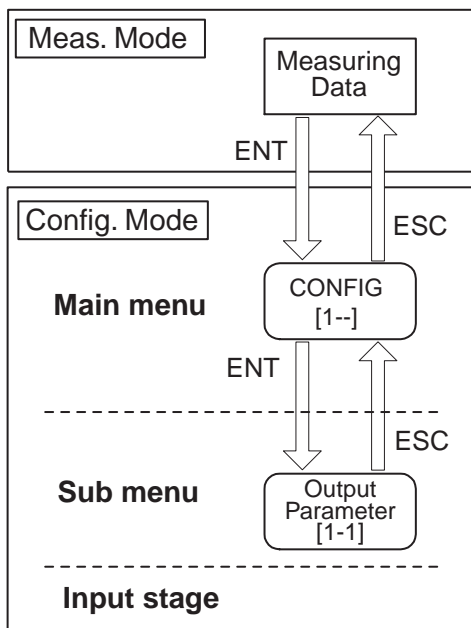 Meas. Mode
Measuring
Data
ENT
ESC
Config. Mode
Main menu
CONFIG
[1--]
ENT
ESC
Sub menu
Output
Parameter
[1-1]
Input stage